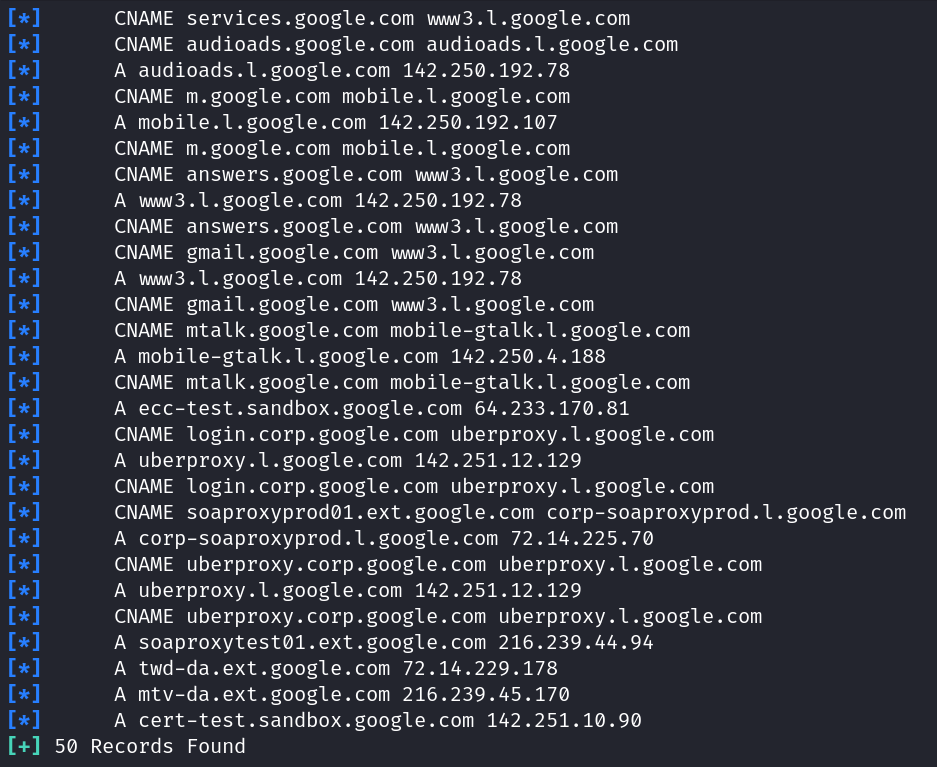 [*] CNAME services.google.com www3.l.google.com
[*] CNAME audioads.google.com audioads.l.google.com
[*] A audioads.l.google.com 142.250.192.78
[*] CNAME m.google.com mobile.l.google.com
[*] A mobile.l.google.com 142.250.192.107
[*] CNAME m.google.com mobile.l.google.com
[*] CNAME answers.google.com www3.l.google.com
[*] A www3.l.google.com 142.250.192.78
[*] CNAME answers.google.com www3.l.google.com
[*] CNAME gmail.google.com www3.l.google.com
[*] A www3.l.google.com 142.250.192.78
[*] CNAME gmail.google.com www3.l.google.com
[*] CNAME mtalk.google.com mobile-gtalk.l.google.com
[*] A mobile-gtalk.l.google.com 142.250.4.188
[*] CNAME mtalk.google.com mobile-gtalk.l.google.com
[*] A ecc-test.sandbox.google.com 64.233.170.81
[*] CNAME login.corp.google.com uberproxy.l.google.com
[*] A uberproxy.l.google.com 142.251.12.129
[*] CNAME login.corp.google.com uberproxy.l.google.com
[*] CNAME soaproxyprod01.ext.google.com corp-soaproxyprod.l.google.com
[*] A corp-soaproxyprod.l.google.com 72.14.225.70
[*] CNAME uberproxy.corp.google.com uberproxy.l.google.com
[*] A uberproxy.l.google.com 142.251.12.129
[*] CNAME uberproxy.corp.google.com uberproxy.l.google.com
[*] A soaproxytest01.ext.google.com 216.239.44.94
[*] A twd-da.ext.google.com 72.14.229.178
[*] A mtv-da.ext.google.com 216.239.45.170
[*] A cert-test.sandbox.google.com 142.251.10.90
[+] 50 Records Found